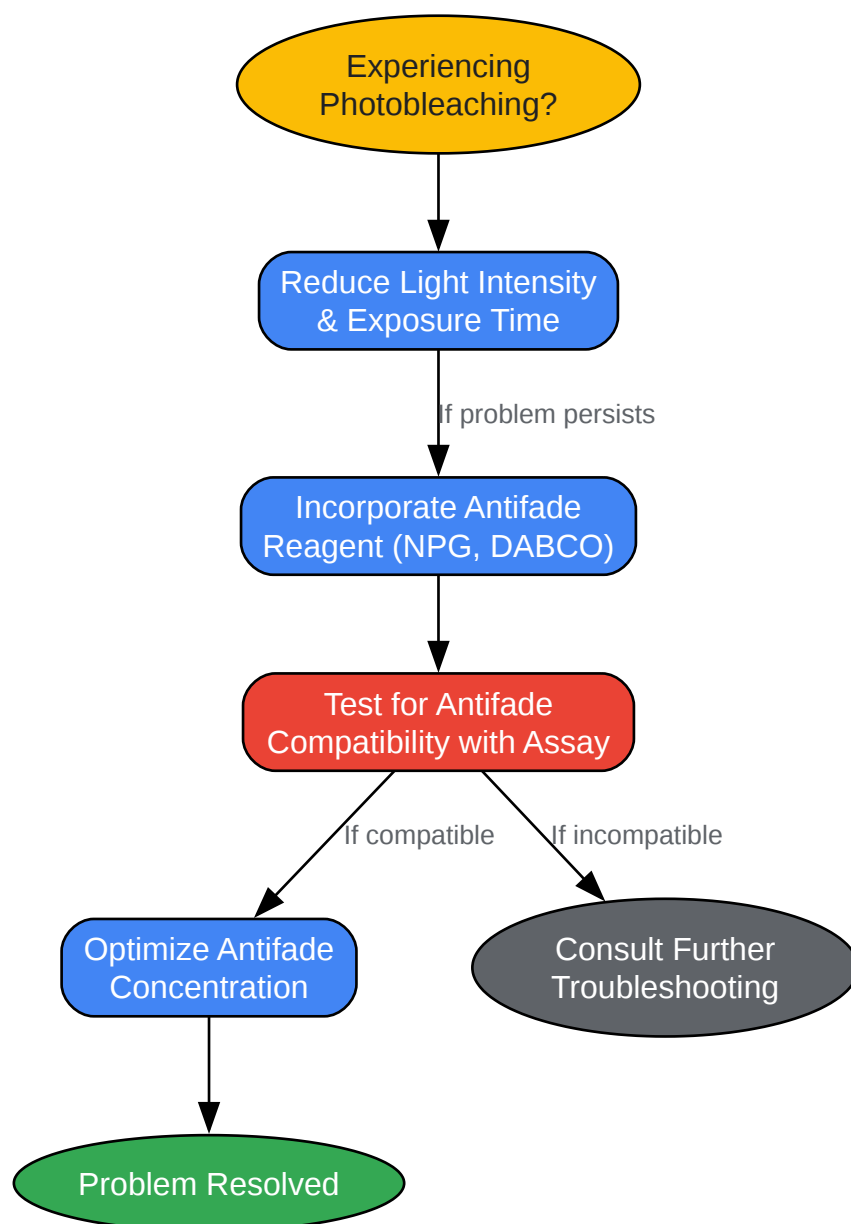 Experiencing
Photobleaching?
Reduce Light Intensity
& Exposure Time
If problem persists
Incorporate Antifade
Reagent (NPG, DABCO)
Test for Antifade
Compatibility with Assay
If compatible
If incompatible
Optimize Antifade
Concentration
Consult Further
Troubleshooting
Problem Resolved